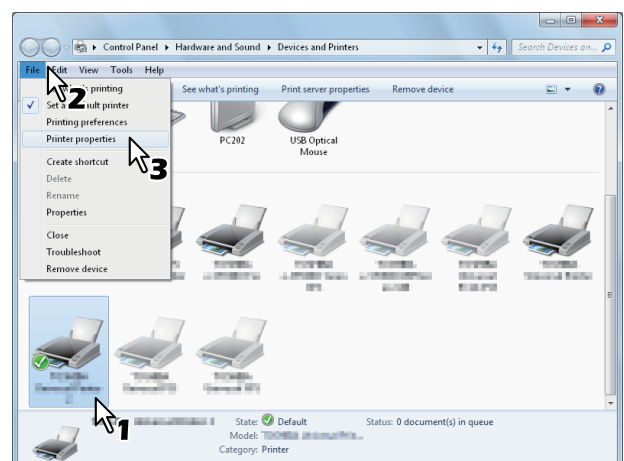 Control Panel ▸ Hardware and Sound ▸ Devices and Printers
Search Devices an...
File Edit View Tools Help
printing
See what's printing Print server properties Remove device
2
Set printer
Printing preferences
Printer properties
3
Create shortcut
Delete
Rename
Properties
Close
Troubleshoot
Remove device
PC202
USB Optical
Mouse
1
State: Default
Status: 0 document(s) in queue
Model:
Category: Printer